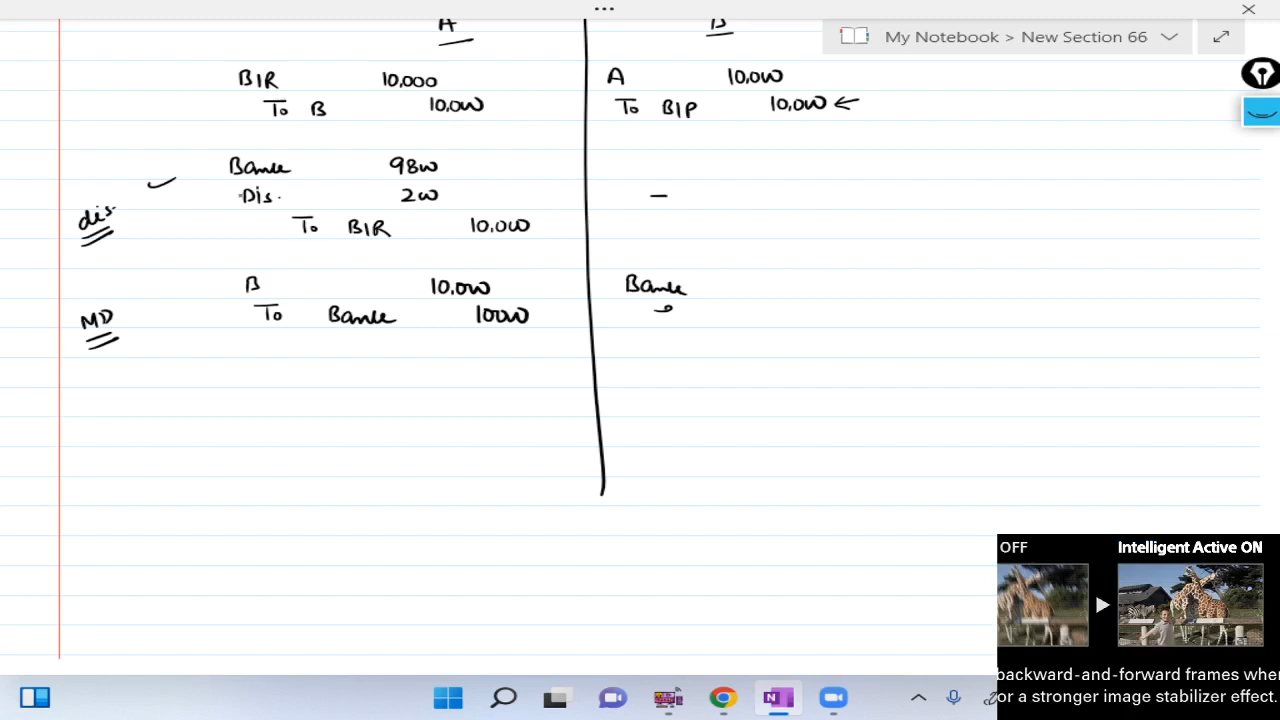 My Notebook > New Section 66
A
B
B/R 10,000
To B 10,000
A 10,000
To B/P 10,000 ←
Bank 9800
Dis. 200
To B/R 10,000
dis.
—
B 10,000
To Bank 10000
MD
Bank
OFF
Intelligent Active ON
backward-and-forward frames when
or a stronger image stabilizer effect.